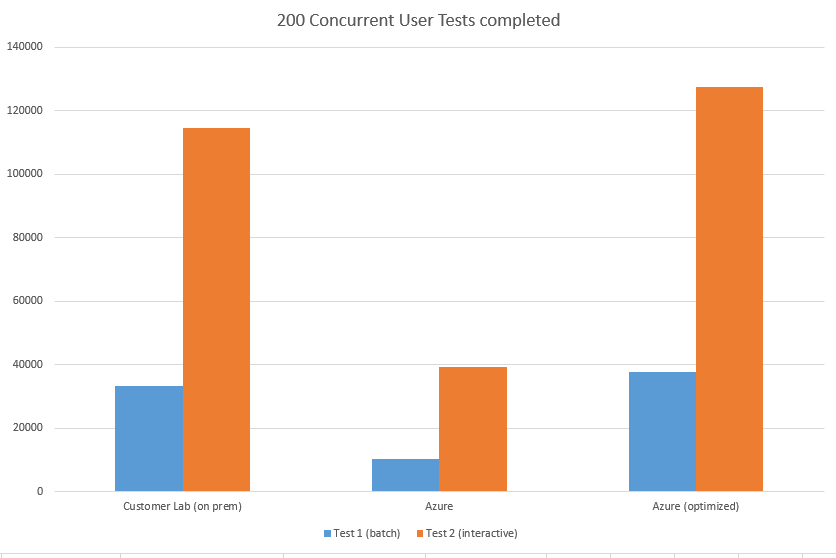 200 Concurrent User Tests completed
140000
120000
100000
80000
60000
40000
20000
0
Customer Lab (on prem) Azure Azure (optimized)
Test 1 (batch) Test 2 (interactive)